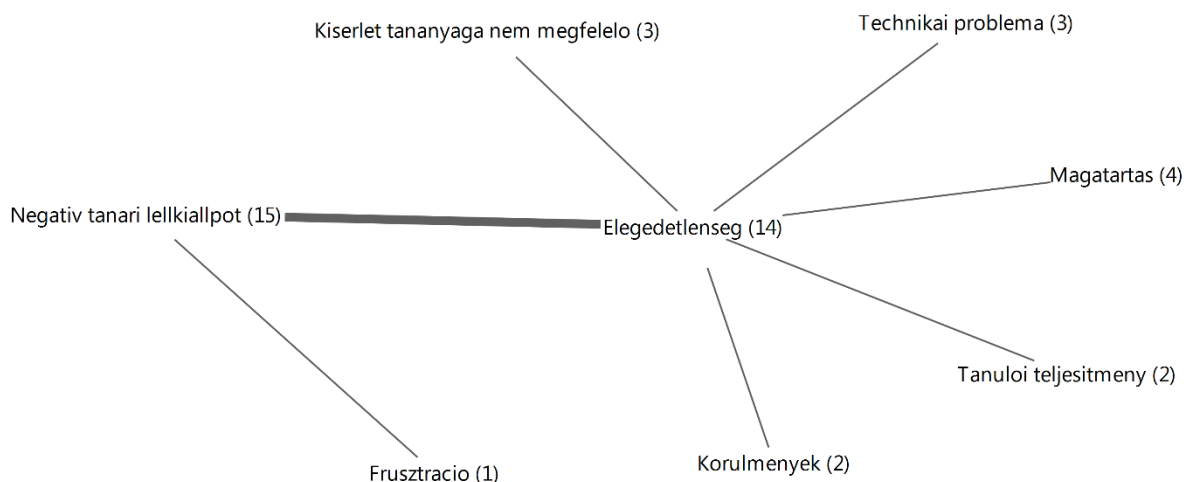 Kiserlet tananyaga nem megfelelo (3)
Technikai problema (3)
Magatartas (4)
Negativ tanari lellkiallpot (15)
Elegedetlenseg (14)
Tanuloi teljesitmeny (2)
Korulmenyek (2)
Frusztracio (1)